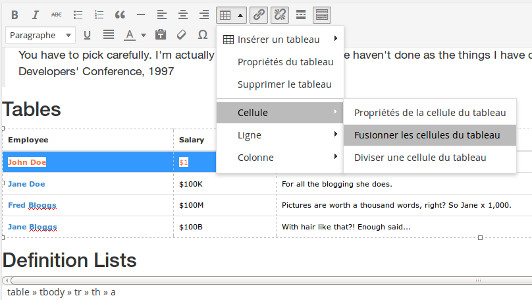 B I ABC
Insérer un tableau
Paragraphe U A T Ω
Propriétés du tableau
You have to pick carefully. I'm actually haven't done as the things I have d
Developers' Conference, 1997
Supprimer le tableau
Tables
Cellule
Propriétés de la cellule du tableau
Employee Salary
Ligne
Fusionner les cellules du tableau
John Doe $1
Colonne
Diviser une cellule du tableau
Jane Doe $100K For all the blogging she does.
Fred Bloggs $100M Pictures are worth a thousand words, right? So Jane x 1,000.
Jane Bloggs $100B With hair like that?! Enough said...
Definition Lists
table » tbody » tr » th » a